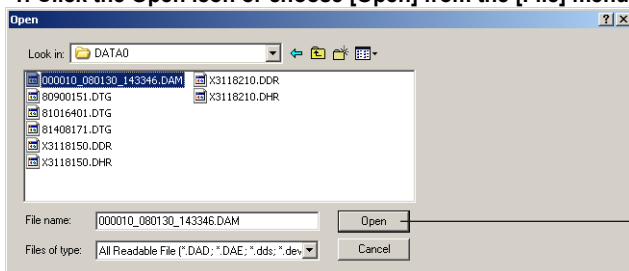 1. Click the Open icon or choose [Open] from the [File] menu
Open
Look in: DATA0
000010_080130_143346.DAM
80900151.DTG
81016401.DTG
81408171.DTG
X3118150.DDR
X3118150.DHR
X3118210.DDR
X3118210.DHR
File name: 000010_080130_143346.DAM Open
Files of type: All Readable File (*.DAD; *.DAE; *.dds; *.dev Cancel